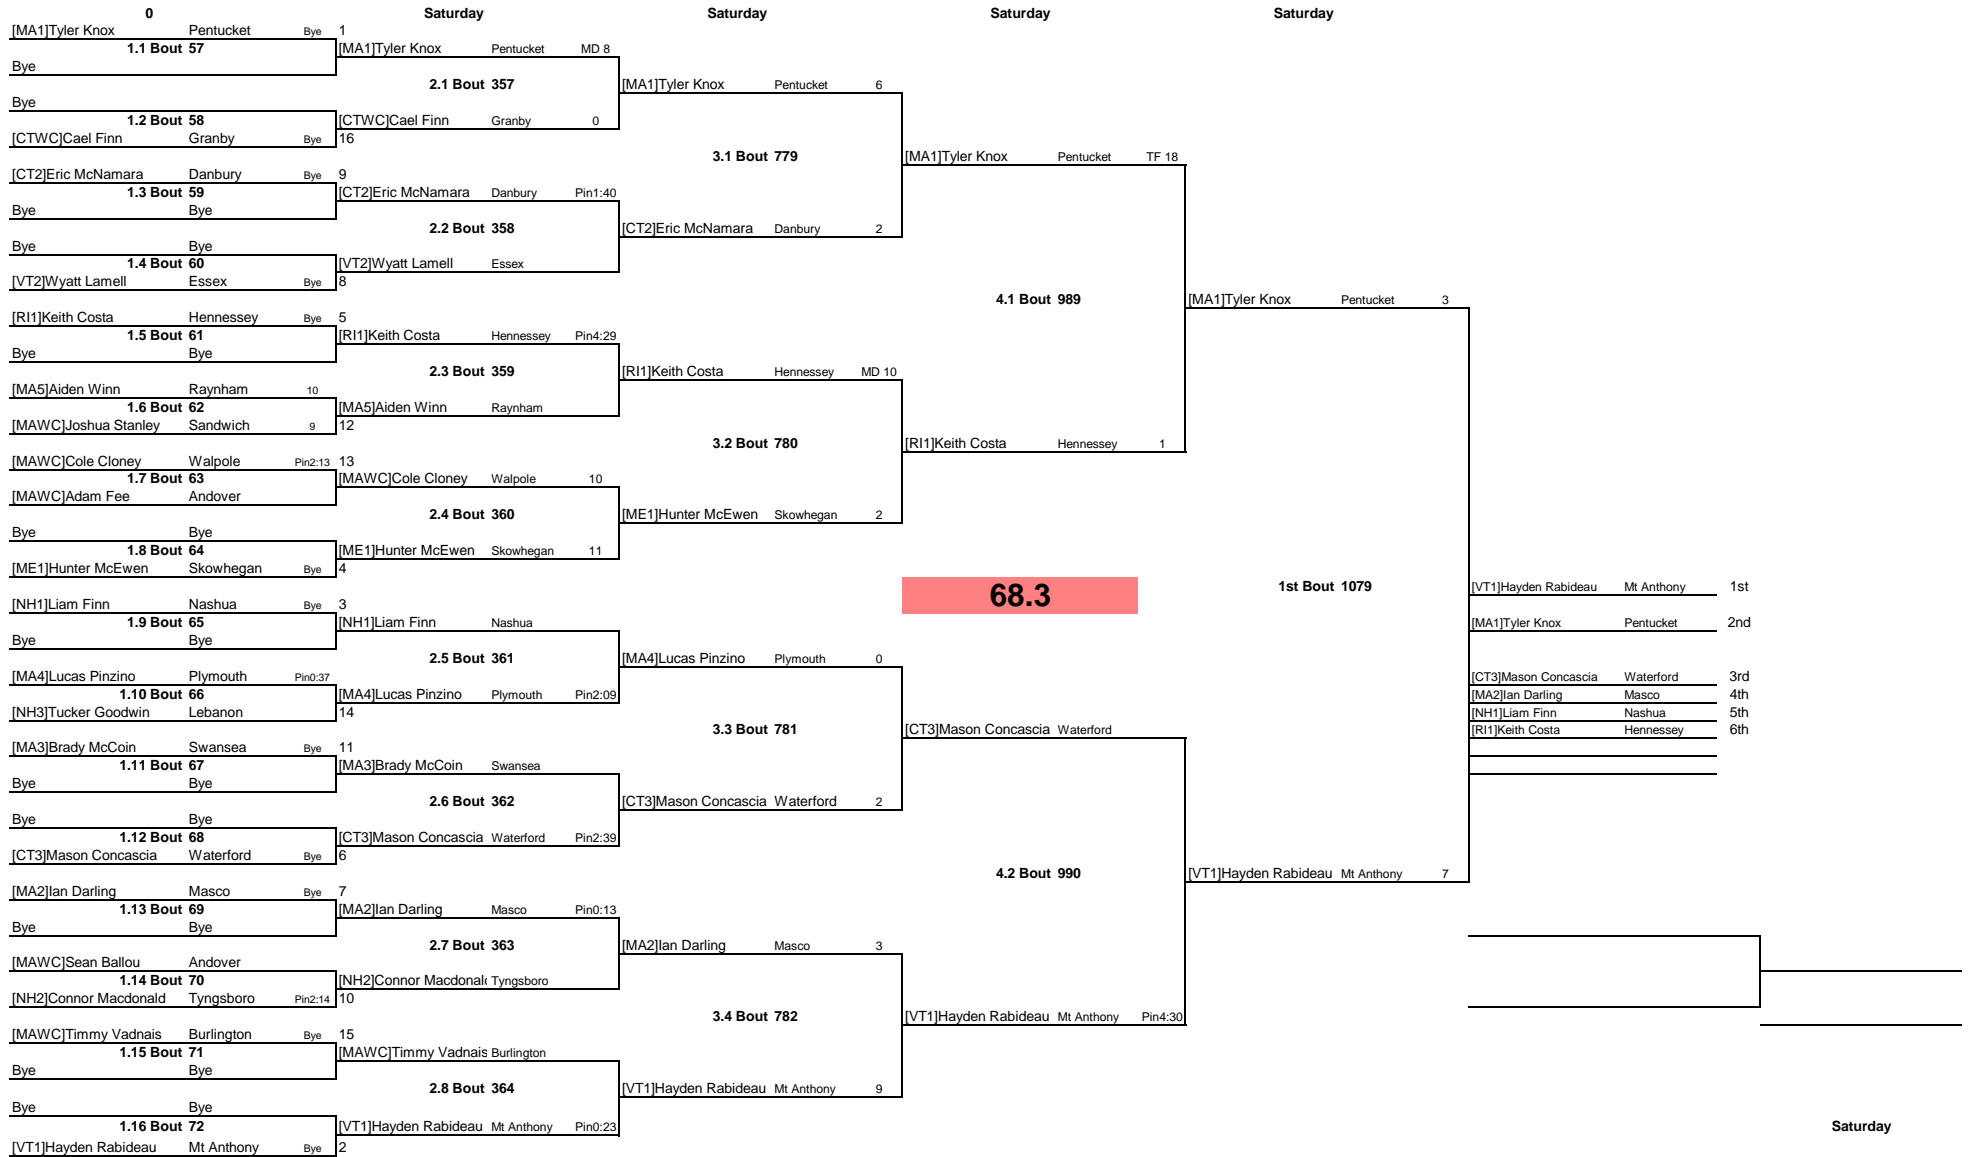 0 Saturday Saturday Saturday Saturday
[MA1]Tyler Knox Pentucket Bye 1
1.1 Bout 57 [MA1]Tyler Knox Pentucket MD 8
Bye
2.1 Bout 357 [MA1]Tyler Knox Pentucket 6
Bye
1.2 Bout 58 [CTWC]Cael Finn Granby 0
[CTWC]Cael Finn Granby Bye 16
3.1 Bout 779 [MA1]Tyler Knox Pentucket TF 18
[CT2]Eric McNamara Danbury Bye 9
1.3 Bout 59 [CT2]Eric McNamara Danbury Pin1:40
Bye Bye
2.2 Bout 358 [CT2]Eric McNamara Danbury 2
Bye Bye
1.4 Bout 60 [VT2]Wyatt Lamell Essex
[VT2]Wyatt Lamell Essex Bye 8
4.1 Bout 989 [MA1]Tyler Knox Pentucket 3
[RI1]Keith Costa Hennessey Bye 5
1.5 Bout 61 [RI1]Keith Costa Hennessey Pin4:29
Bye Bye
2.3 Bout 359 [RI1]Keith Costa Hennessey MD 10
[MA5]Aiden Winn Raynham 10
1.6 Bout 62 [MA5]Aiden Winn Raynham
[MAWC]Joshua Stanley Sandwich 9 12
3.2 Bout 780 [RI1]Keith Costa Hennessey 1
[MAWC]Cole Cloney Walpole Pin2:13 13
1.7 Bout 63 [MAWC]Cole Cloney Walpole 10
[MAWC]Adam Fee Andover
2.4 Bout 360 [ME1]Hunter McEwen Skowhegan 2
Bye Bye
1.8 Bout 64 [ME1]Hunter McEwen Skowhegan 11
[ME1]Hunter McEwen Skowhegan Bye 4
68.3 1st Bout 1079 [VT1]Hayden Rabideau Mt Anthony 1st
[NH1]Liam Finn Nashua Bye 3
1.9 Bout 65 [NH1]Liam Finn Nashua [MA1]Tyler Knox Pentucket 2nd
Bye Bye
2.5 Bout 361 [MA4]Lucas Pinzino Plymouth 0
[MA4]Lucas Pinzino Plymouth Pin0:37 [CT3]Mason Concascia Waterford 3rd
1.10 Bout 66 [MA4]Lucas Pinzino Plymouth Pin2:09 [MA2]Ian Darling Masco 4th
[NH3]Tucker Goodwin Lebanon 14 [NH1]Liam Finn Nashua 5th
3.3 Bout 781 [CT3]Mason Concascia Waterford [RI1]Keith Costa Hennessey 6th
[MA3]Brady McCoin Swansea Bye 11
1.11 Bout 67 [MA3]Brady McCoin Swansea
Bye Bye
2.6 Bout 362 [CT3]Mason Concascia Waterford 2
Bye Bye
1.12 Bout 68 [CT3]Mason Concascia Waterford Pin2:39
[CT3]Mason Concascia Waterford Bye 6
4.2 Bout 990 [VT1]Hayden Rabideau Mt Anthony 7
[MA2]Ian Darling Masco Bye 7
1.13 Bout 69 [MA2]Ian Darling Masco Pin0:13
Bye Bye
2.7 Bout 363 [MA2]Ian Darling Masco 3
[MAWC]Sean Ballou Andover
1.14 Bout 70 [NH2]Connor Macdonal Tyngsboro
[NH2]Connor Macdonald Tyngsboro Pin2:14 10
3.4 Bout 782 [VT1]Hayden Rabideau Mt Anthony Pin4:30
[MAWC]Timmy Vadnais Burlington Bye 15
1.15 Bout 71 [MAWC]Timmy Vadnais Burlington
Bye Bye
2.8 Bout 364 [VT1]Hayden Rabideau Mt Anthony 9
Bye Bye
1.16 Bout 72 [VT1]Hayden Rabideau Mt Anthony Pin0:23 Saturday
[VT1]Hayden Rabideau Mt Anthony Bye 2